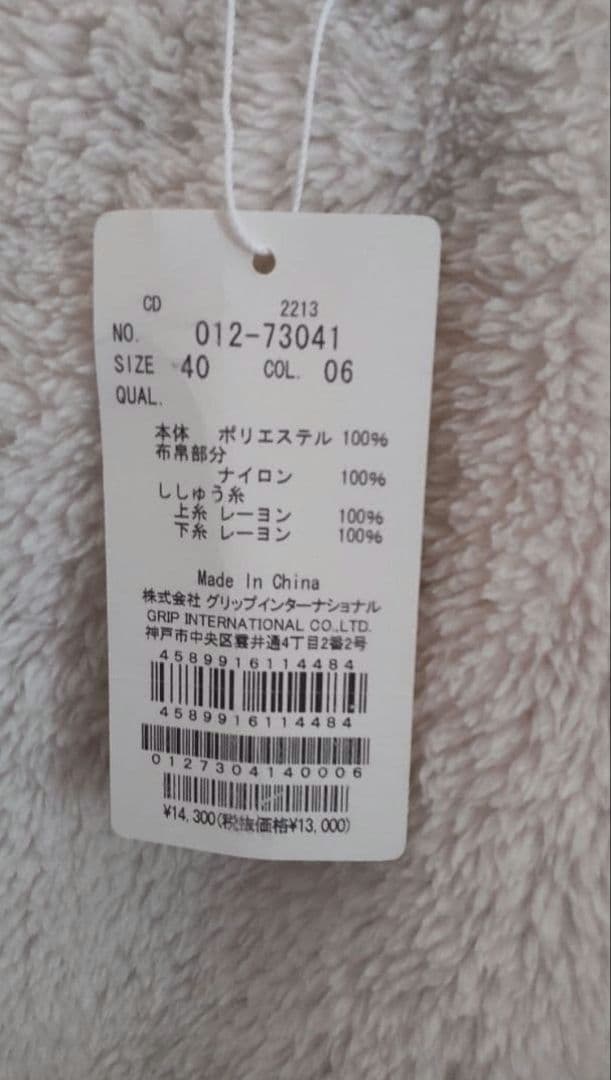 CD 2213
NO. 012-73041
SIZE 40 COL. 06
QUAL.
本体 ポリエステル 100%
布帛部分
ナイロン 100%
ししゅう糸
上糸 レーヨン 100%
下糸 レーヨン 100%
Made In China
株式会社 グリップインターナショナル
GRIP INTERNATIONAL CO.,LTD.
神戸市中央区雲井通4丁目2番2号
4589916114484
4589916114484
0127304140006
¥14,300(税抜価格¥13,000)